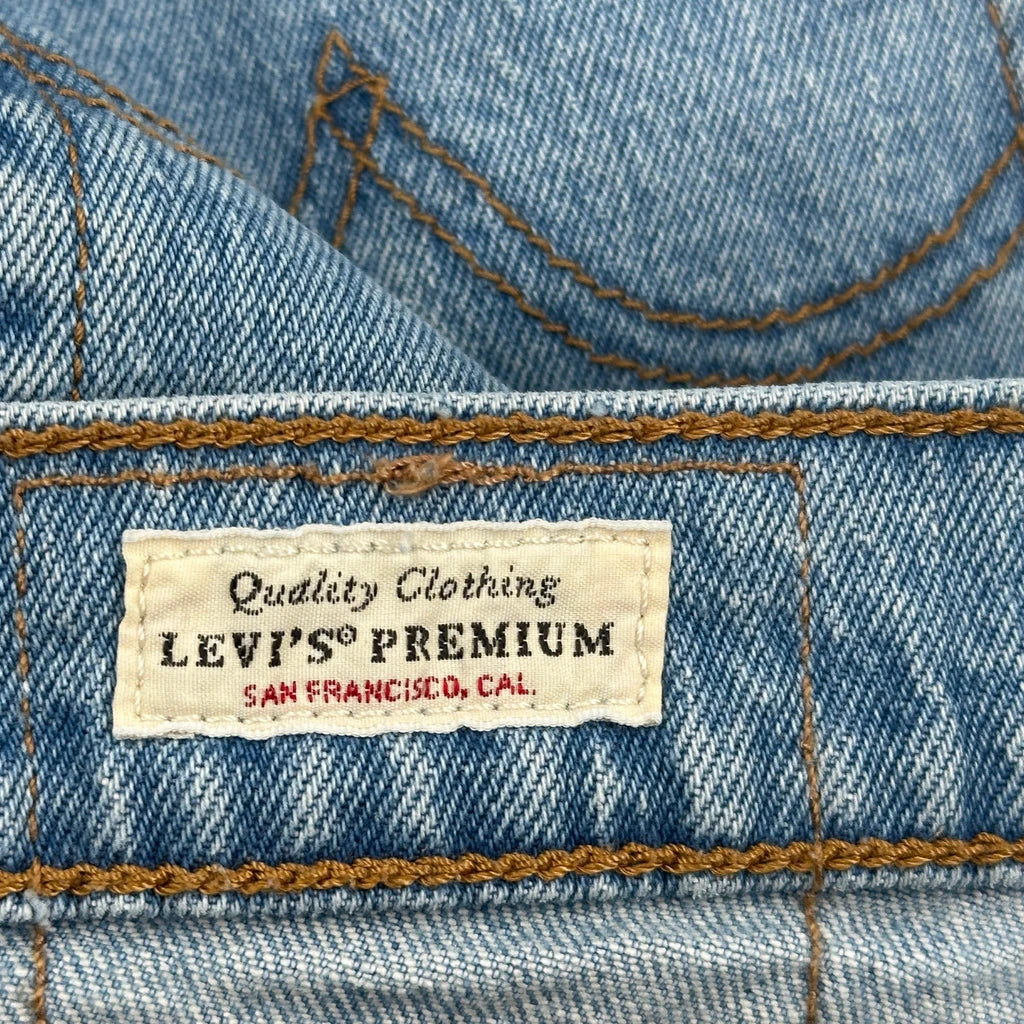 Quality Clothing
LEVI'S® PREMIUM
SAN FRANCISCO, CAL.